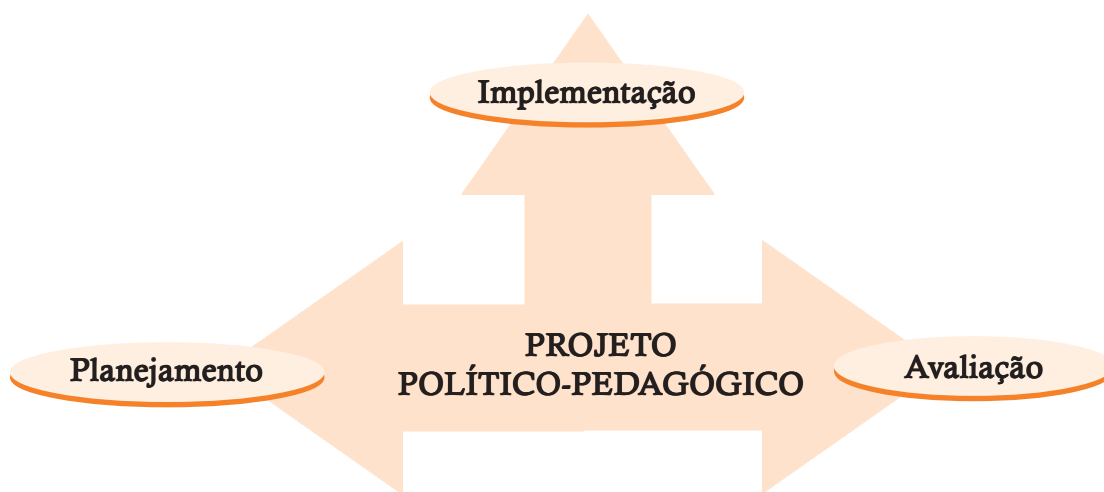 Implementação
Planejamento
PROJETO
POLÍTICO-PEDAGÓGICO
Avaliação